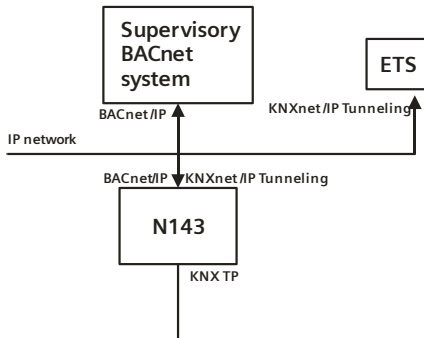 Supervisory
BACnet
system
ETS
BACnet/IP
KNXnet/IP Tunneling
IP network
BACnet/IP KNXnet/IP Tunneling
N143
KNX TP